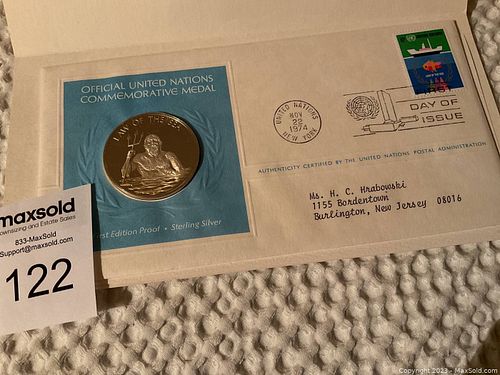 OFFICIAL UNITED NATIONS
COMMEMORATIVE MEDAL
LAW OF THE SEA
First Edition Proof • Sterling Silver
UNITED NATIONS
NOV
22
1974
NEW YORK
DAY OF
ISSUE
AUTHENTICITY CERTIFIED BY THE UNITED NATIONS POSTAL ADMINISTRATION
Ms. H. C. Hrabowski
1155 Bordentown
Burlington, New Jersey 08016
maxsold
Downsizing and Estate Sales
833-MaxSold
Support@maxsold.com
122
Copyright 2023 - MaxSold.com